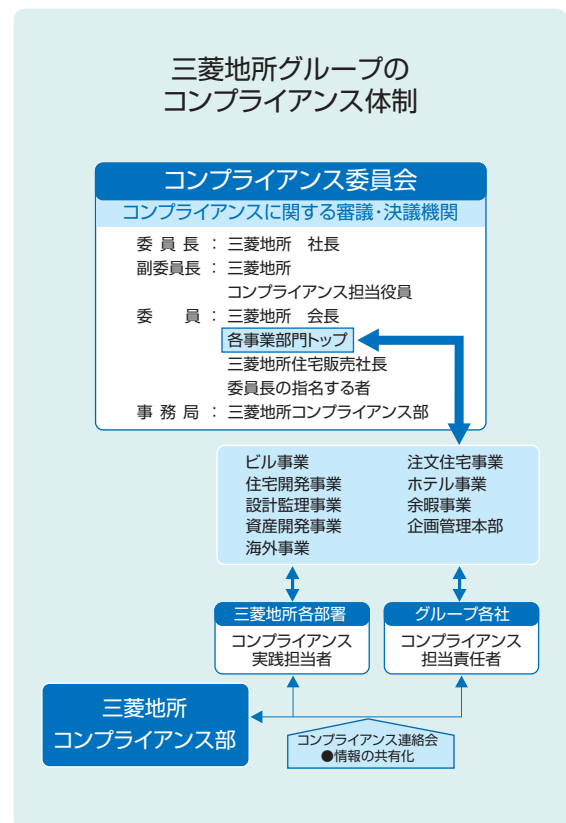 三菱地所グループの
コンプライアンス体制
コンプライアンス委員会
コンプライアンスに関する審議・決議機関
委員長：三菱地所　社長
副委員長：三菱地所
コンプライアンス担当役員
委　員：三菱地所　会長
各事業部門トップ
三菱地所住宅販売社長
委員長の指名する者
事務局：三菱地所コンプライアンス部
ビル事業
住宅開発事業
設計監理事業
資産開発事業
海外事業
注文住宅事業
ホテル事業
余暇事業
企画管理本部
三菱地所各部署
コンプライアンス
実践担当者
グループ各社
コンプライアンス
担当責任者
三菱地所
コンプライアンス部
コンプライアンス連絡会
●情報の共有化